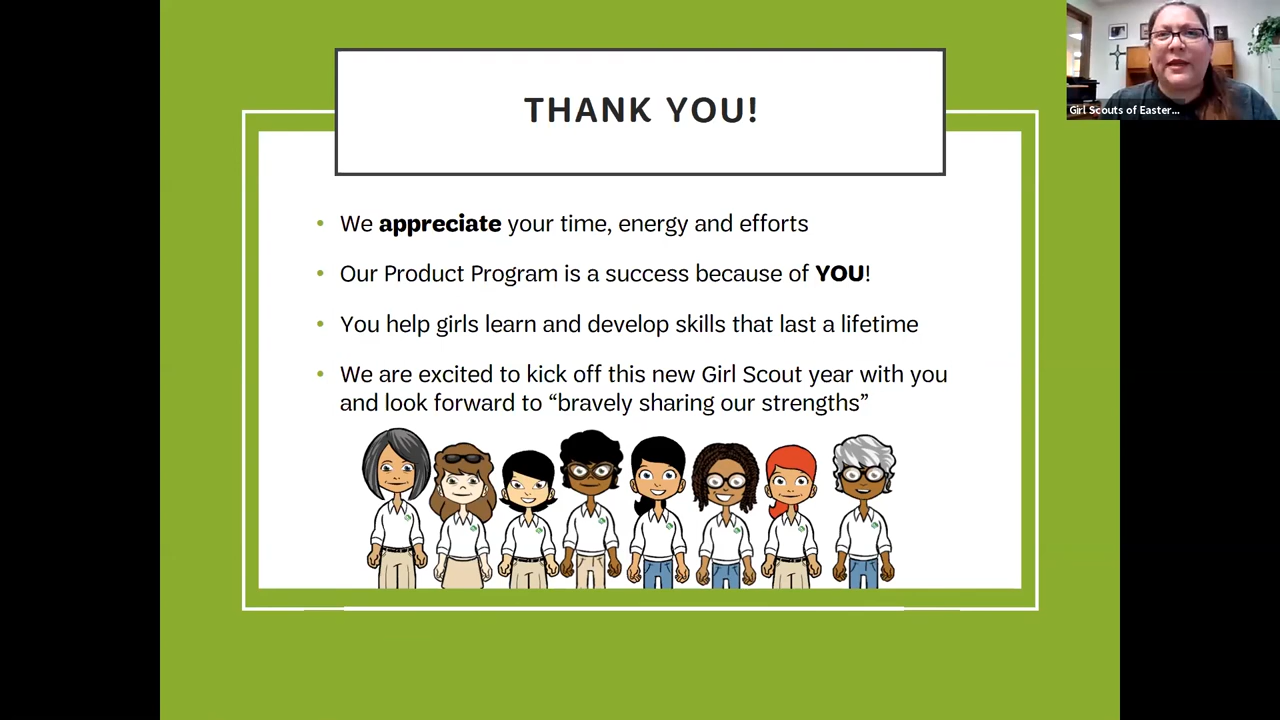 THANK YOU!
Girl Scouts of Easter...
• We appreciate your time, energy and efforts
• Our Product Program is a success because of YOU!
• You help girls learn and develop skills that last a lifetime
• We are excited to kick off this new Girl Scout year with you
and look forward to “bravely sharing our strengths”